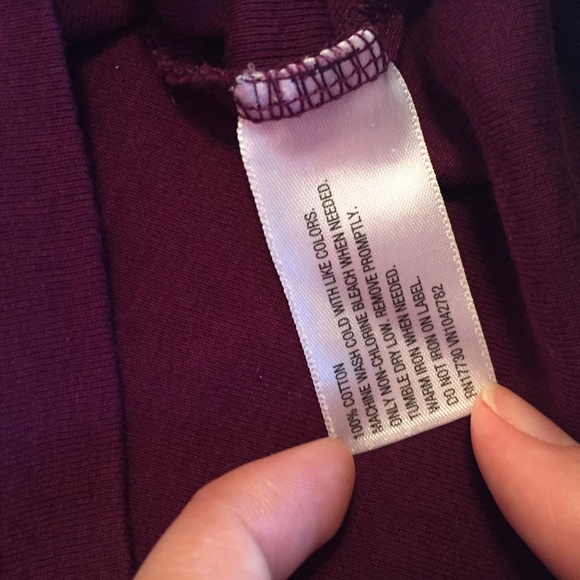 100% COTTON
MACHINE WASH COLD WITH LIKE COLORS.
ONLY NON-CHLORINE BLEACH WHEN NEEDED.
TUMBLE DRY LOW. REMOVE PROMPTLY.
WARM IRON WHEN NEEDED.
DO NOT IRON ON LABEL.
RN17730 VN1042782